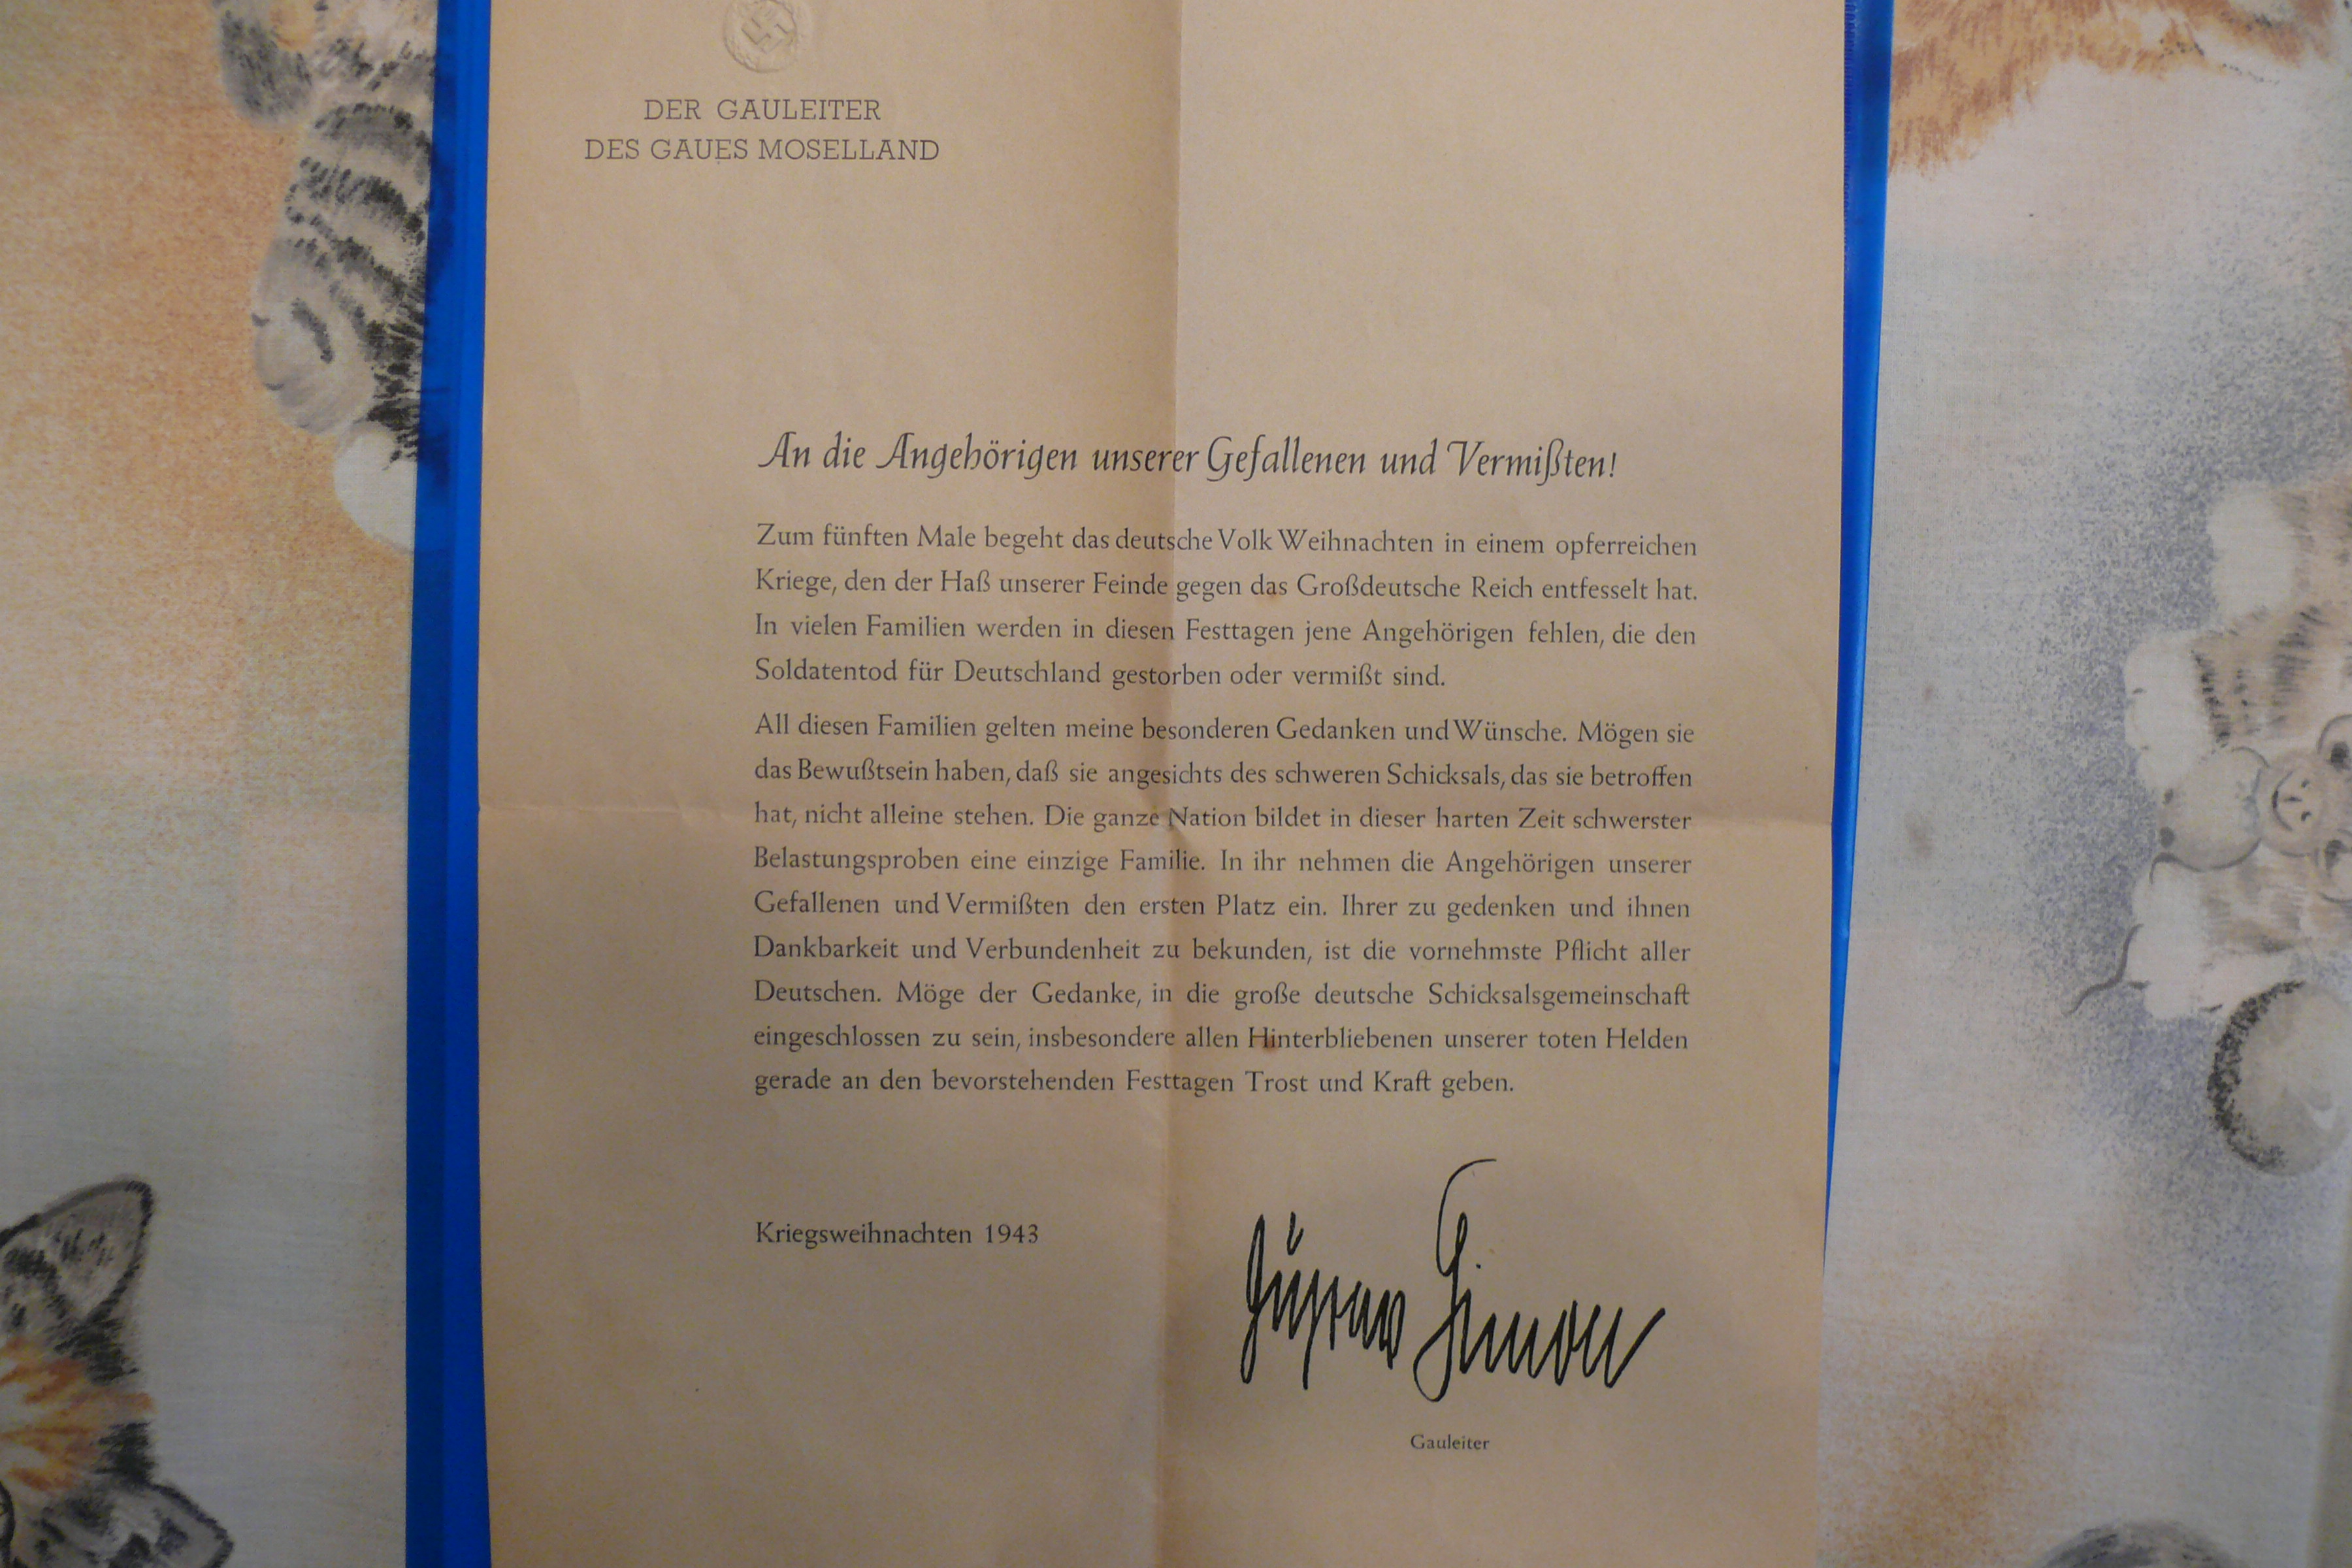 DER GAULEITER
DES GAUES MOSELLAND
An die Angehörigen unserer Gefallenen und Vermißten!
Zum fünften Male begeht das deutsche Volk Weihnachten in einem opferreichen
Kriege, den der Haß unserer Feinde gegen das Großdeutsche Reich entfesselt hat.
In vielen Familien werden in diesen Festtagen jene Angehörigen fehlen, die den
Soldatentod für Deutschland gestorben oder vermißt sind.
All diesen Familien gelten meine besonderen Gedanken und Wünsche. Mögen sie
das Bewußtsein haben, daß sie angesichts des schweren Schicksals, das sie betroffen
hat, nicht alleine stehen. Die ganze Nation bildet in dieser harten Zeit schwerster
Belastungsproben eine einzige Familie. In ihr nehmen die Angehörigen unserer
Gefallenen und Vermißten den ersten Platz ein. Ihrer zu gedenken und ihnen
Dankbarkeit und Verbundenheit zu bekunden, ist die vornehmste Pflicht aller
Deutschen. Möge der Gedanke, in die große deutsche Schicksalsgemeinschaft
eingeschlossen zu sein, insbesondere allen Hinterbliebenen unserer toten Helden
gerade an den bevorstehenden Festtagen Trost und Kraft geben.
Kriegsweihnachten 1943
Gustav Simon
Gauleiter